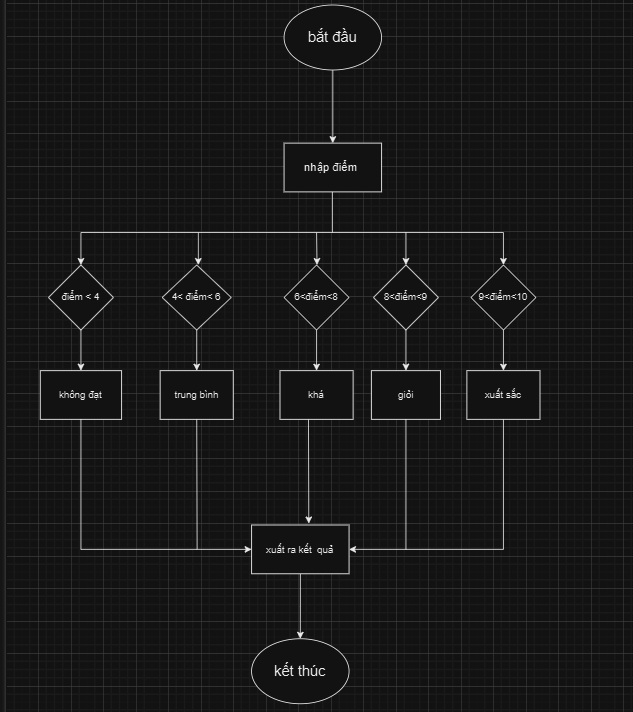 bắt đầu
nhập điểm
điểm < 4
4< điểm< 6
6<điểm<8
8<điểm<9
9<điểm<10
không đạt
trung bình
khá
giỏi
xuất sắc
xuất ra kết quả
kết thúc